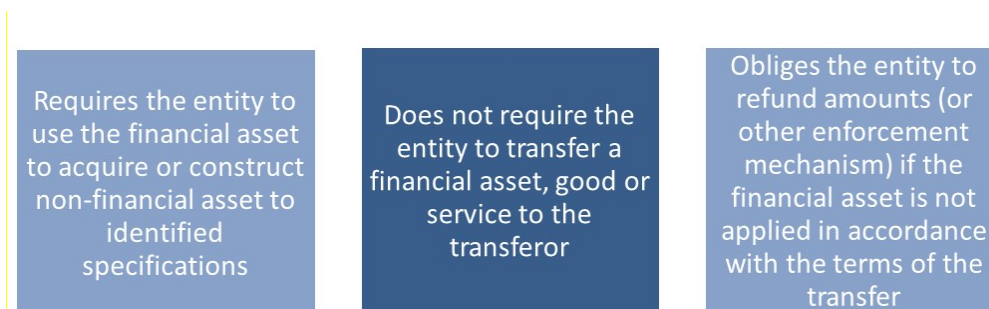 Requires the entity to
use the financial asset
to acquire or construct
non-financial asset to
identified
specifications
Does not require the
entity to transfer a
financial asset, good or
service to the
transferor
Obliges the entity to
refund amounts (or
other enforcement
mechanism) if the
financial asset is not
applied in accordance
with the terms of the
transfer